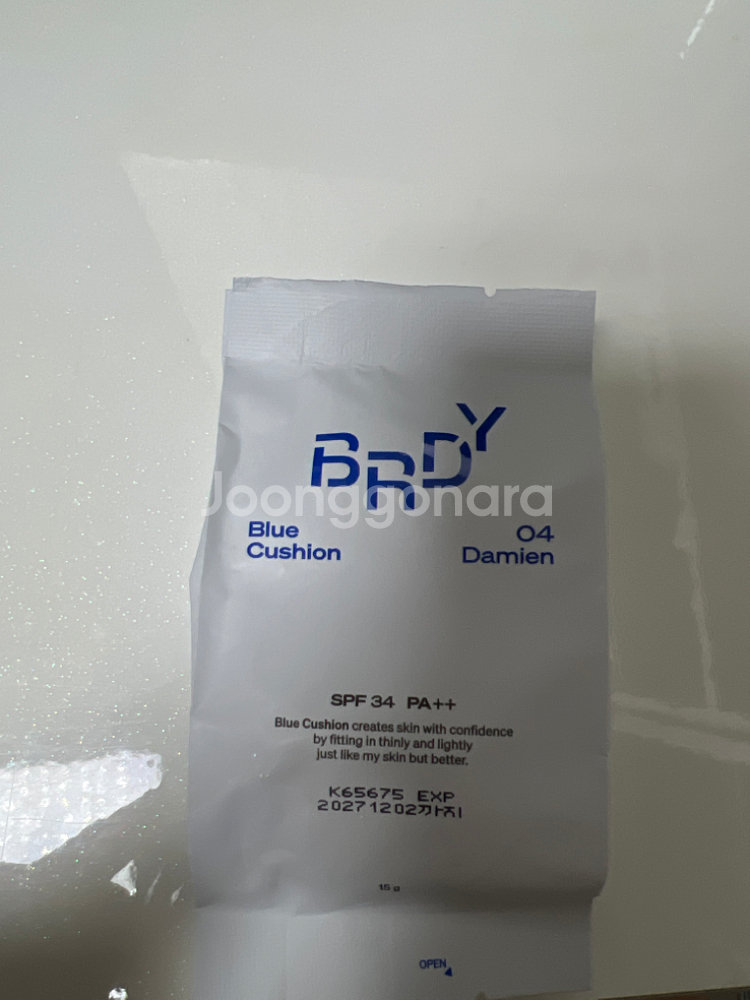 BRDY
Joonggonara
Blue Cushion
04 Damien
SPF 34 PA++
Blue Cushion creates skin with confidence
by fitting in thinly and lightly
just like my skin but better.
K65675 EXP
20271202까지
15 g
OPEN